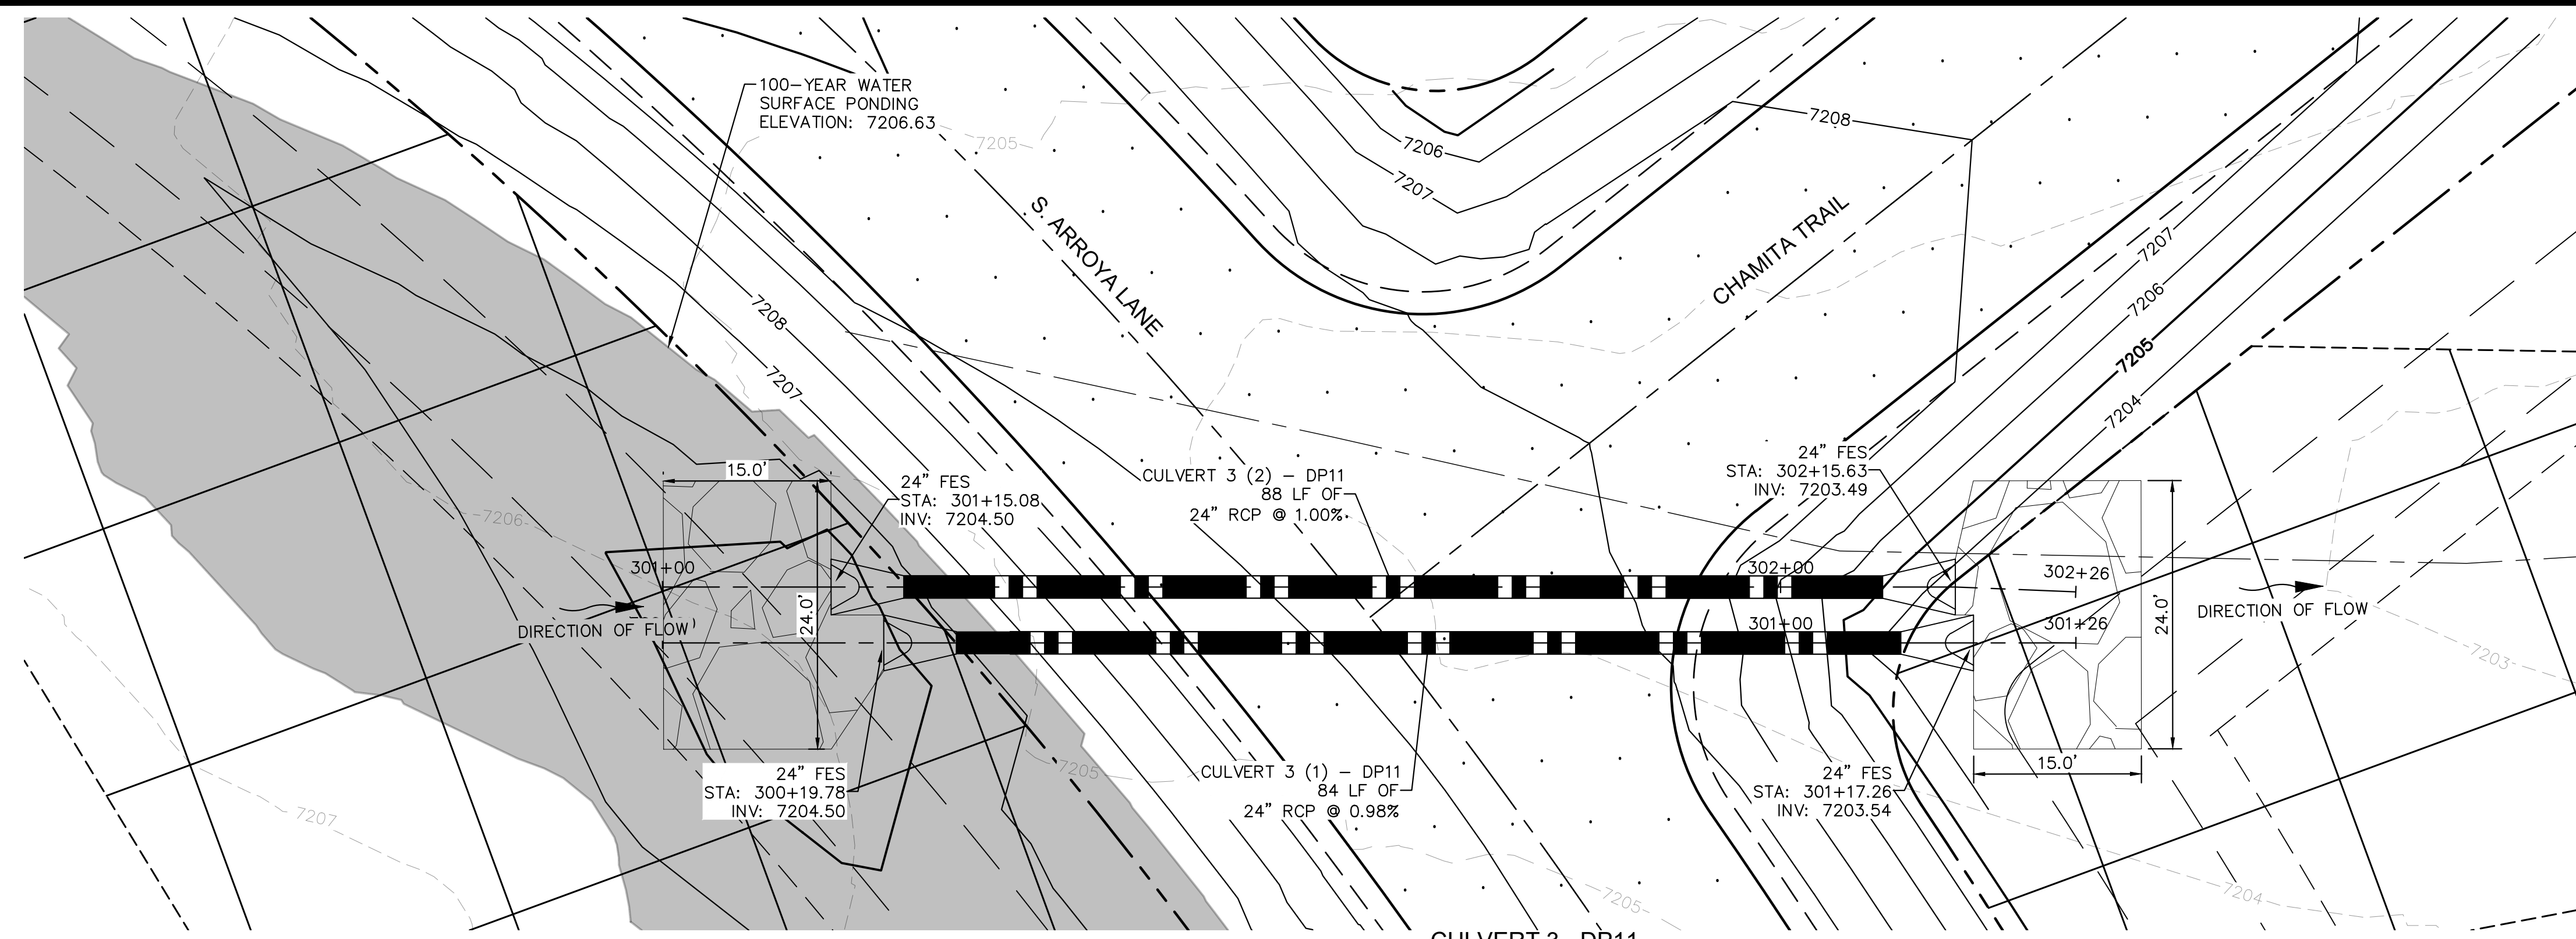 100-YEAR WATER
SURFACE PONDING
ELEVATION: 7206.63
7205
7206
7207
7208
S. ARROYA LANE
CHAMITA TRAIL
7208
7207
7207
7206
7205
7204
15.0'
24.0'
24" FES
STA: 301+15.08
INV: 7204.50
CULVERT 3 (2) - DP11
88 LF OF
24" RCP @ 1.00%
24" FES
STA: 302+15.63
INV: 7203.49
7206
301+00
302+00
302+26
DIRECTION OF FLOW
301+00
301+26
DIRECTION OF FLOW
24.0'
15.0'
7203
24" FES
STA: 300+19.78
INV: 7204.50
7205
CULVERT 3 (1) - DP11
84 LF OF
24" RCP @ 0.98%
24" FES
STA: 301+17.26
INV: 7203.54
7207
7205
7204
CULVERT 3 - DP11